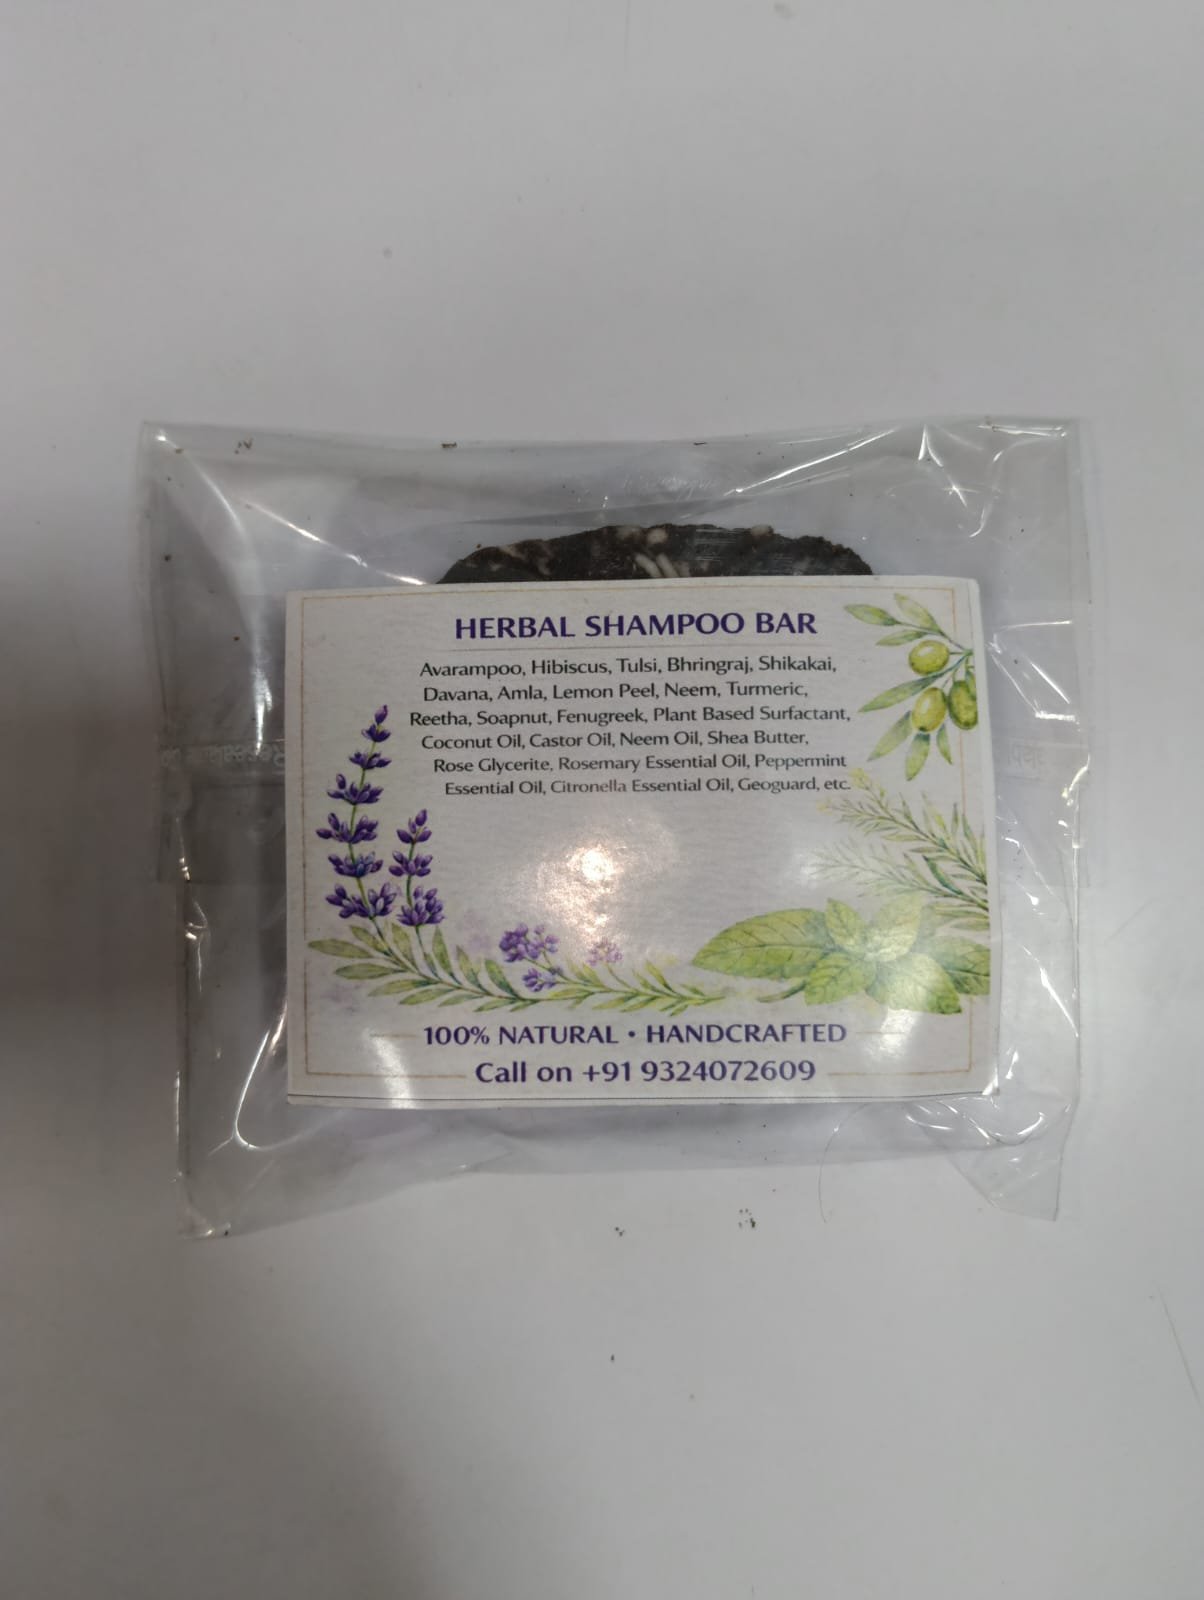 HERBAL SHAMPOO BAR
Avarampoo, Hibiscus, Tulsi, Bhringraj, Shikakai,
Davana, Amla, Lemon Peel, Neem, Turmeric,
Reetha, Soapnut, Fenugreek, Plant Based Surfactant,
Coconut Oil, Castor Oil, Neem Oil, Shea Butter,
Rose Glycerite, Rosemary Essential Oil, Peppermint
Essential Oil, Citronella Essential Oil, Geoguard, etc.
100% NATURAL • HANDCRAFTED
Call on +91 9324072609